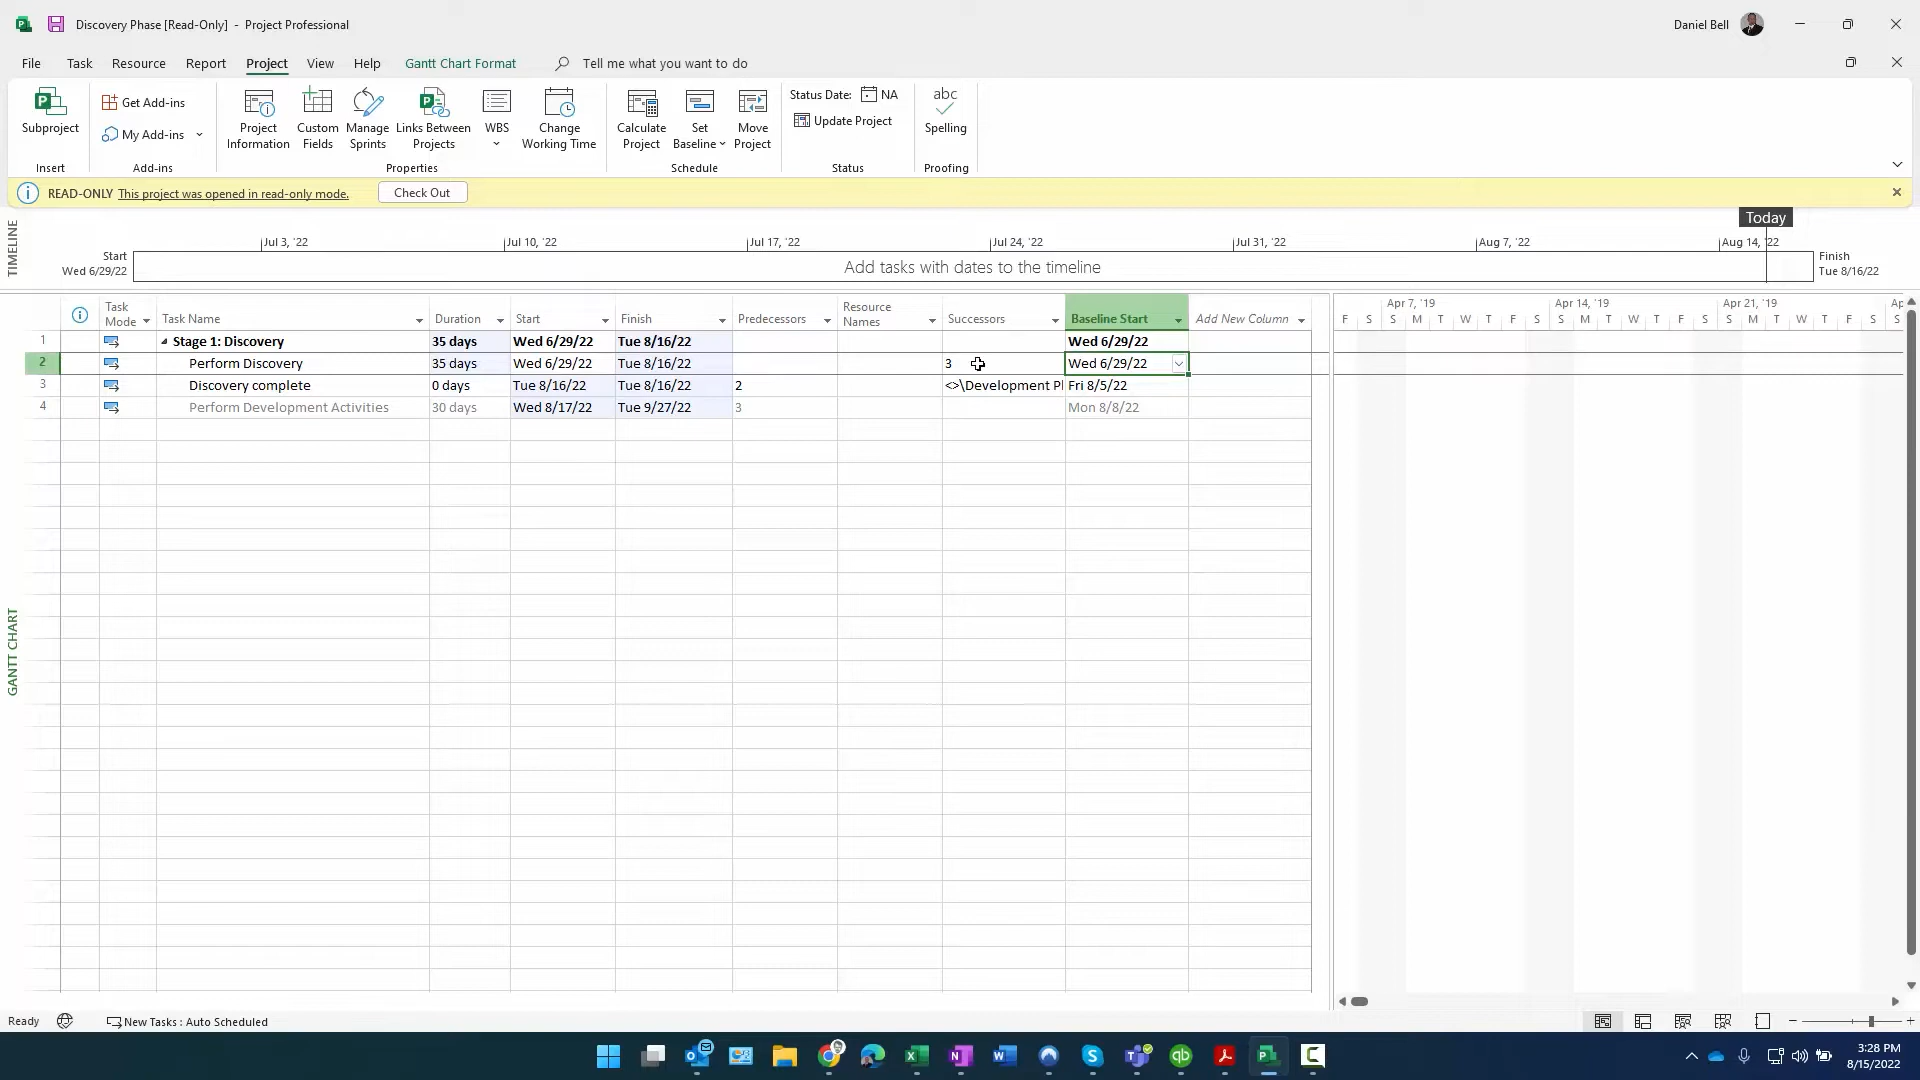 Discovery Phase [Read-Only] - Project Professional
Daniel Bell
File Task Resource Report Project View Help Gantt Chart Format Tell me what you want to do
Subproject
Insert
Get Add-ins
My Add-ins
Add-ins
Project Information
Custom Fields
Manage Sprints
Links Between Projects
WBS
Change Working Time
Properties
Calculate Project
Set Baseline
Move Project
Schedule
Status Date: NA
Update Project
Status
abc
Spelling
Proofing
READ-ONLY This project was opened in read-only mode. Check Out
TIMELINE
Today
Jul 3, '22 Jul 10, '22 Jul 17, '22 Jul 24, '22 Jul 31, '22 Aug 7, '22 Aug 14, '22
Start
Wed 6/29/22
Add tasks with dates to the timeline
Finish
Tue 8/16/22
Task Mode Task Name Duration Start Finish Predecessors Resource Names Successors Baseline Start Add New Column
Apr 7, '19 Apr 14, '19 Apr 21, '19 Ap
F S S M T W T F S S M T W T F S S M T W T F S
1 Stage 1: Discovery 35 days Wed 6/29/22 Tue 8/16/22 Wed 6/29/22
2 Perform Discovery 35 days Wed 6/29/22 Tue 8/16/22 3 Wed 6/29/22
3 Discovery complete 0 days Tue 8/16/22 Tue 8/16/22 2 <>\Development Pl Fri 8/5/22
4 Perform Development Activities 30 days Wed 8/17/22 Tue 9/27/22 3 Mon 8/8/22
GANTT CHART
Ready New Tasks : Auto Scheduled
3:28 PM
8/15/2022